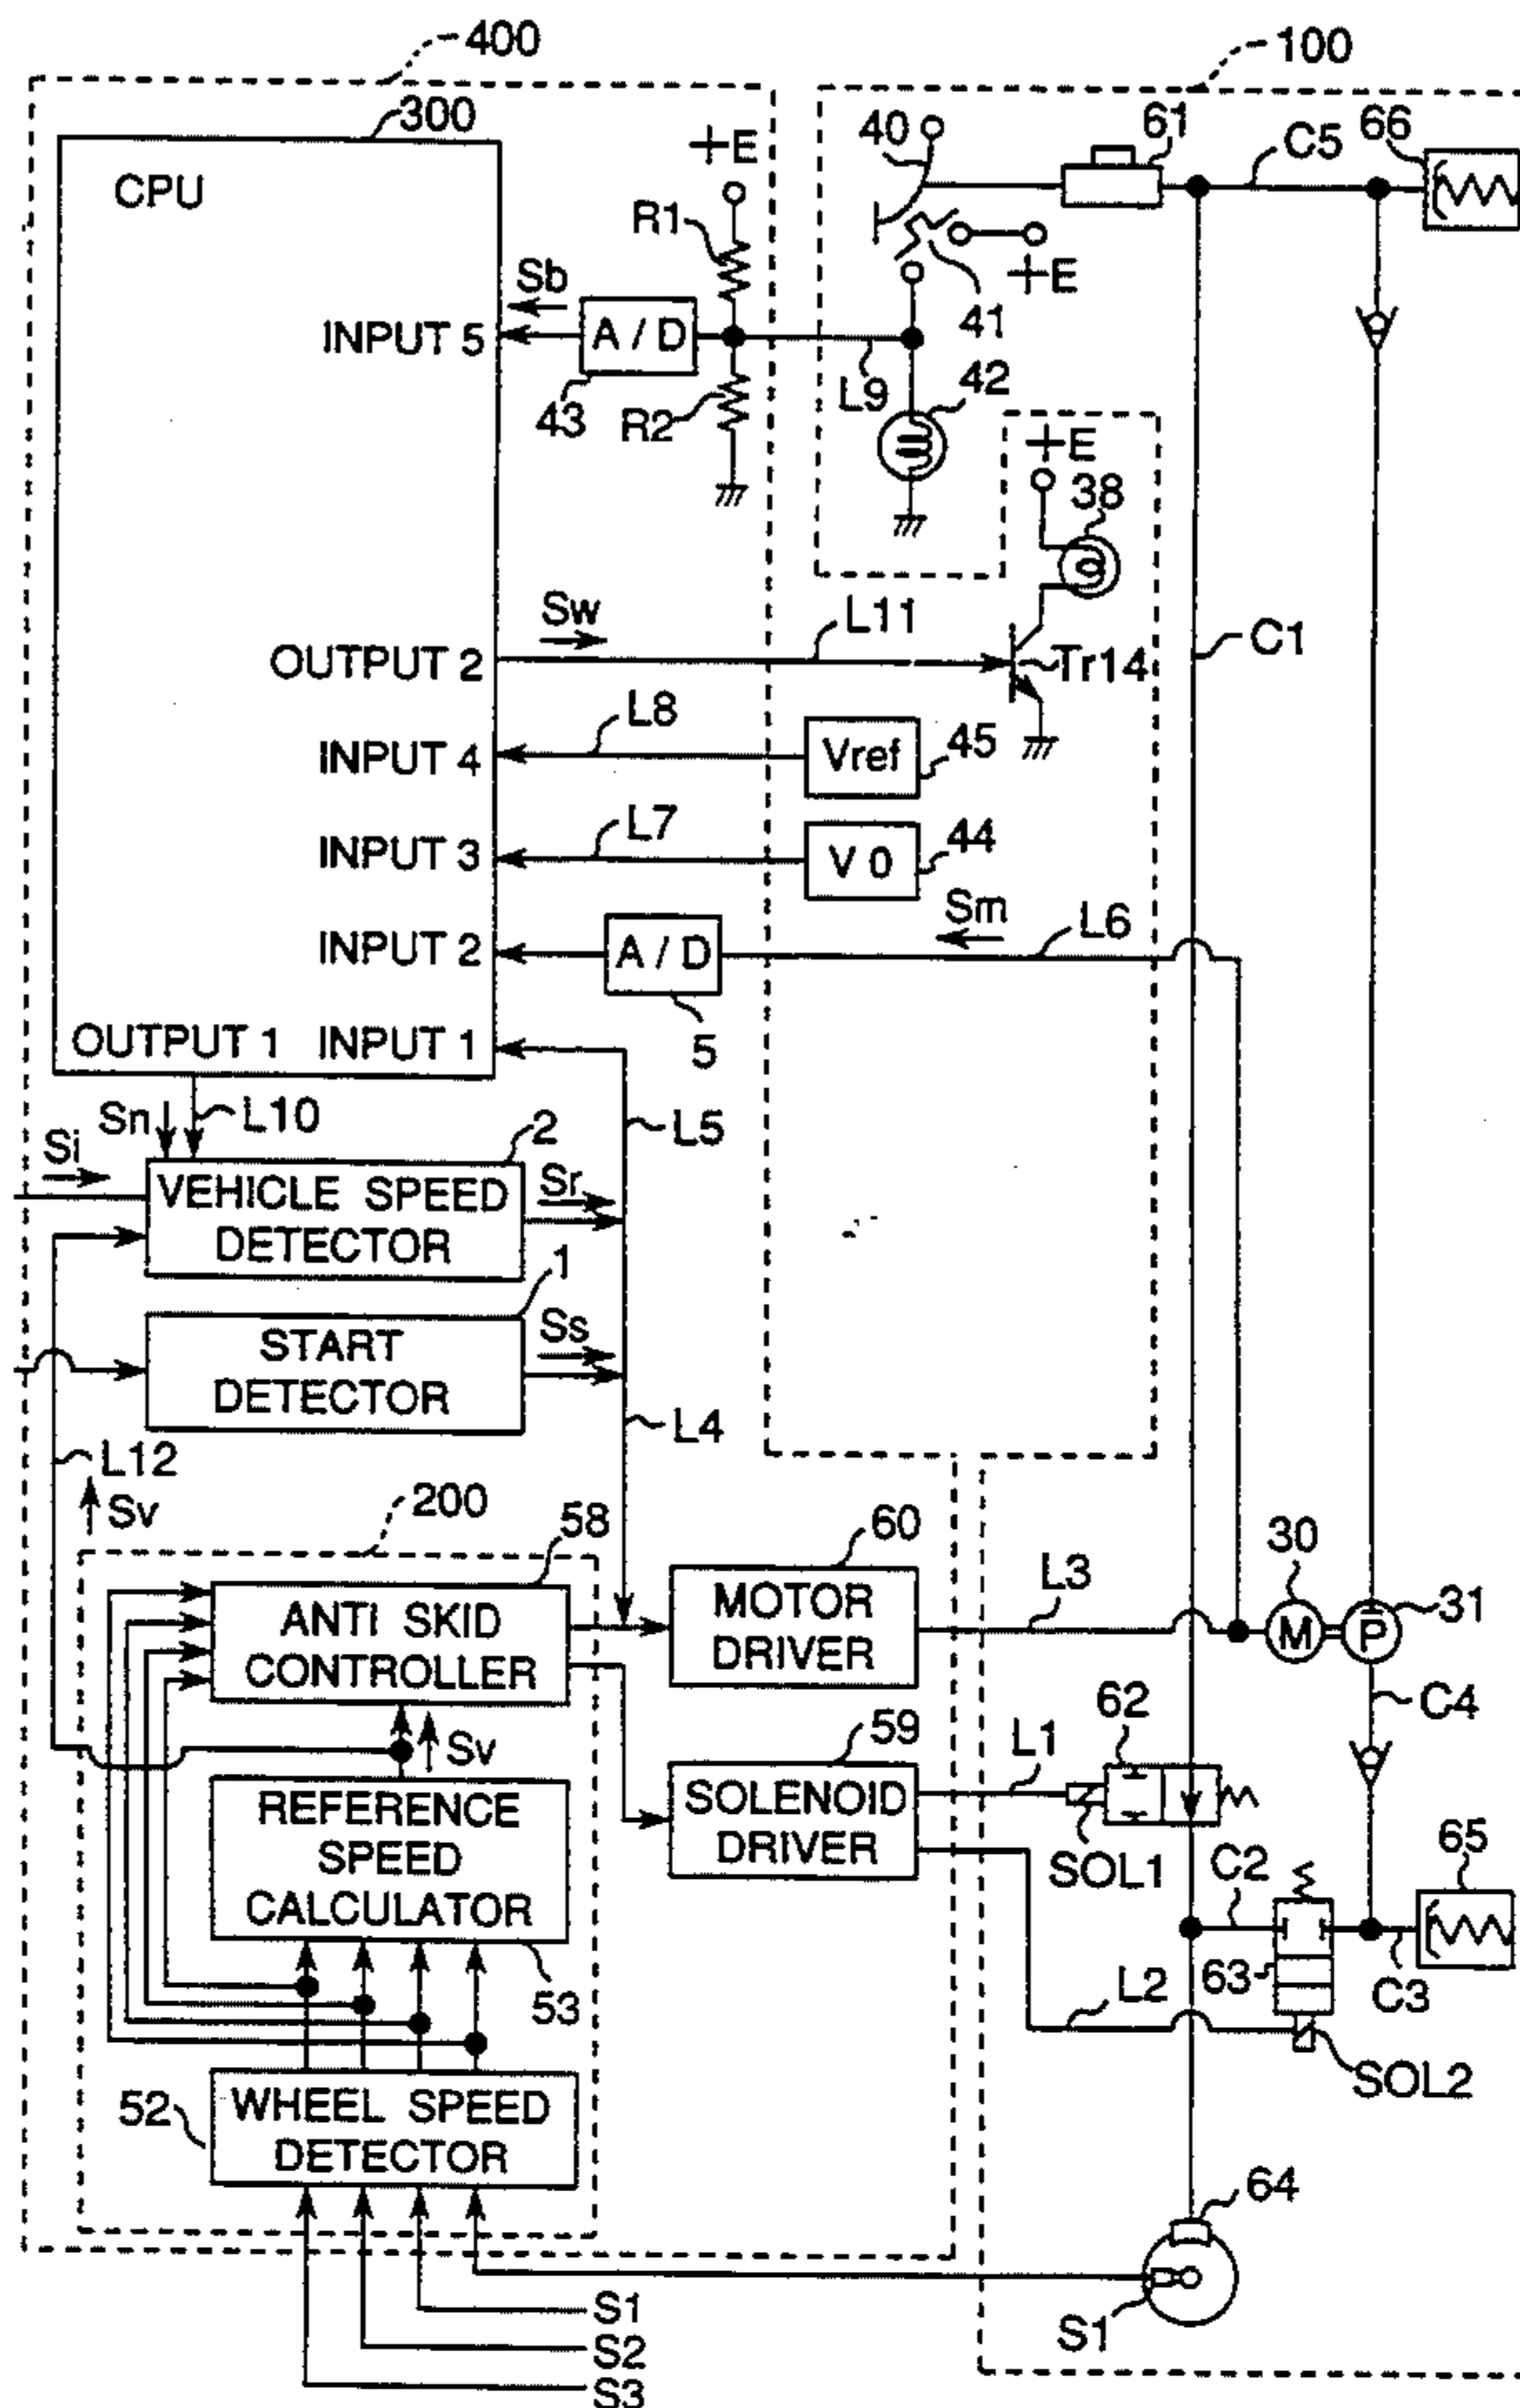 400
100
300
CPU
+E
40
61
C5
66
R1
+E
41
Sb
INPUT 5
A / D
43
R2
L9
42
+E
38
Sw
L11
OUTPUT 2
Tr14
C1
L8
INPUT 4
Vref
45
L7
INPUT 3
V 0
44
Sm
L6
INPUT 2
A / D
5
OUTPUT 1
INPUT 1
Sn
L10
L5
Si
2
VEHICLE SPEED
DETECTOR
Sr
1
START
DETECTOR
Ss
L4
L12
Sv
200
58
60
30
ANTI SKID
CONTROLLER
MOTOR
DRIVER
L3
M
P
31
62
C4
Sv
59
L1
REFERENCE
SPEED
CALCULATOR
SOLENOID
DRIVER
SOL1
C2
65
53
63
C3
L2
SOL2
52
WHEEL SPEED
DETECTOR
64
S1
S1
S2
S3